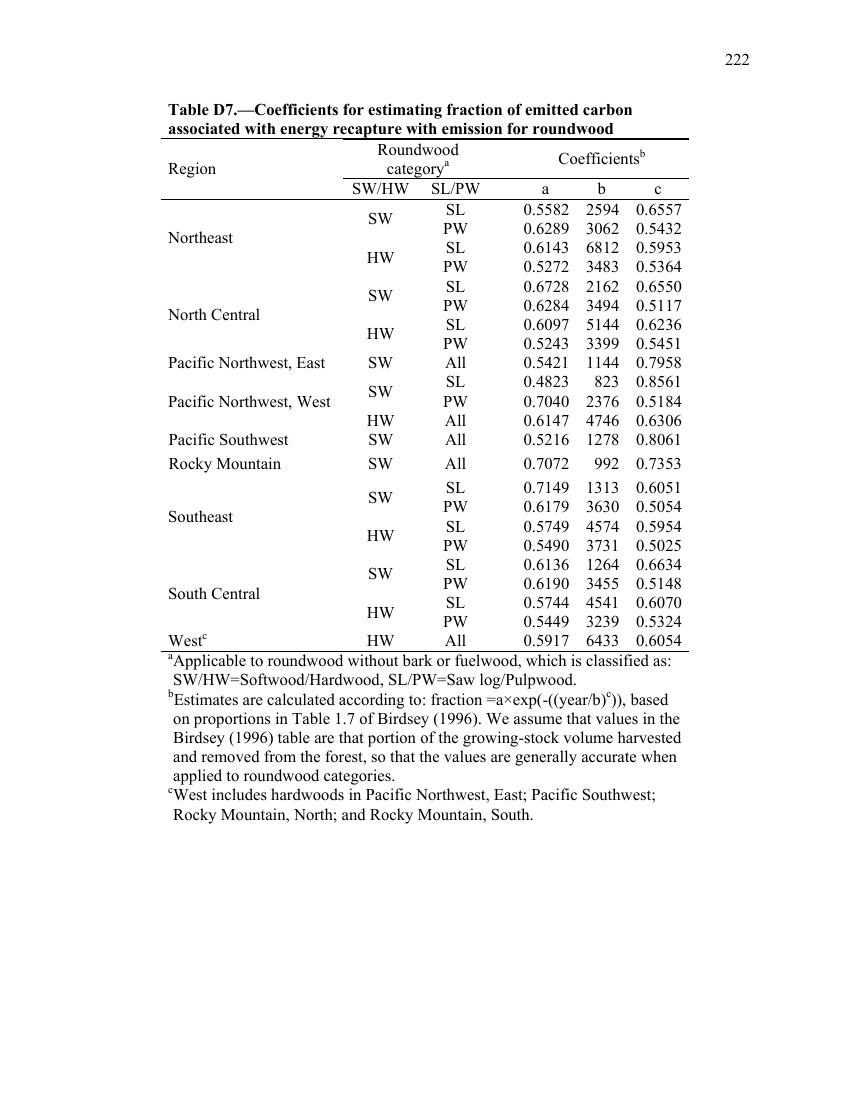 222
Table D7.—Coefficients for estimating fraction of emitted carbon
associated with energy recapture with emission for roundwood
Region Roundwood categoryᵃ Coefficientsᵇ
SW/HW SL/PW a b c
Northeast SW SL 0.5582 2594 0.6557
PW 0.6289 3062 0.5432
HW SL 0.6143 6812 0.5953
PW 0.5272 3483 0.5364
North Central SW SL 0.6728 2162 0.6550
PW 0.6284 3494 0.5117
HW SL 0.6097 5144 0.6236
PW 0.5243 3399 0.5451
Pacific Northwest, East SW All 0.5421 1144 0.7958
Pacific Northwest, West SW SL 0.4823 823 0.8561
PW 0.7040 2376 0.5184
HW All 0.6147 4746 0.6306
Pacific Southwest SW All 0.5216 1278 0.8061
Rocky Mountain SW All 0.7072 992 0.7353
Southeast SW SL 0.7149 1313 0.6051
PW 0.6179 3630 0.5054
HW SL 0.5749 4574 0.5954
PW 0.5490 3731 0.5025
South Central SW SL 0.6136 1264 0.6634
PW 0.6190 3455 0.5148
HW SL 0.5744 4541 0.6070
PW 0.5449 3239 0.5324
Westᶜ HW All 0.5917 6433 0.6054
ᵃApplicable to roundwood without bark or fuelwood, which is classified as:
SW/HW=Softwood/Hardwood, SL/PW=Saw log/Pulpwood.
ᵇEstimates are calculated according to: fraction =a×exp(-((year/b)ᶜ)), based
on proportions in Table 1.7 of Birdsey (1996). We assume that values in the
Birdsey (1996) table are that portion of the growing-stock volume harvested
and removed from the forest, so that the values are generally accurate when
applied to roundwood categories.
ᶜWest includes hardwoods in Pacific Northwest, East; Pacific Southwest;
Rocky Mountain, North; and Rocky Mountain, South.